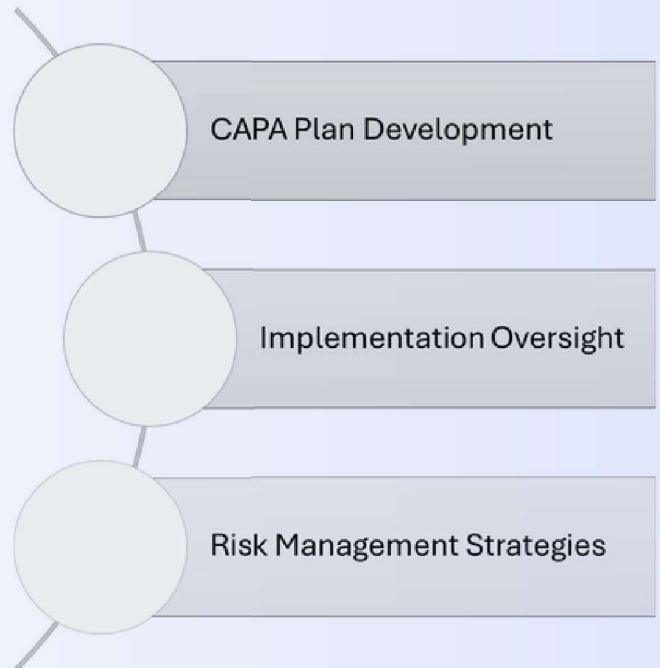 CAPA Plan Development
Implementation Oversight
Risk Management Strategies